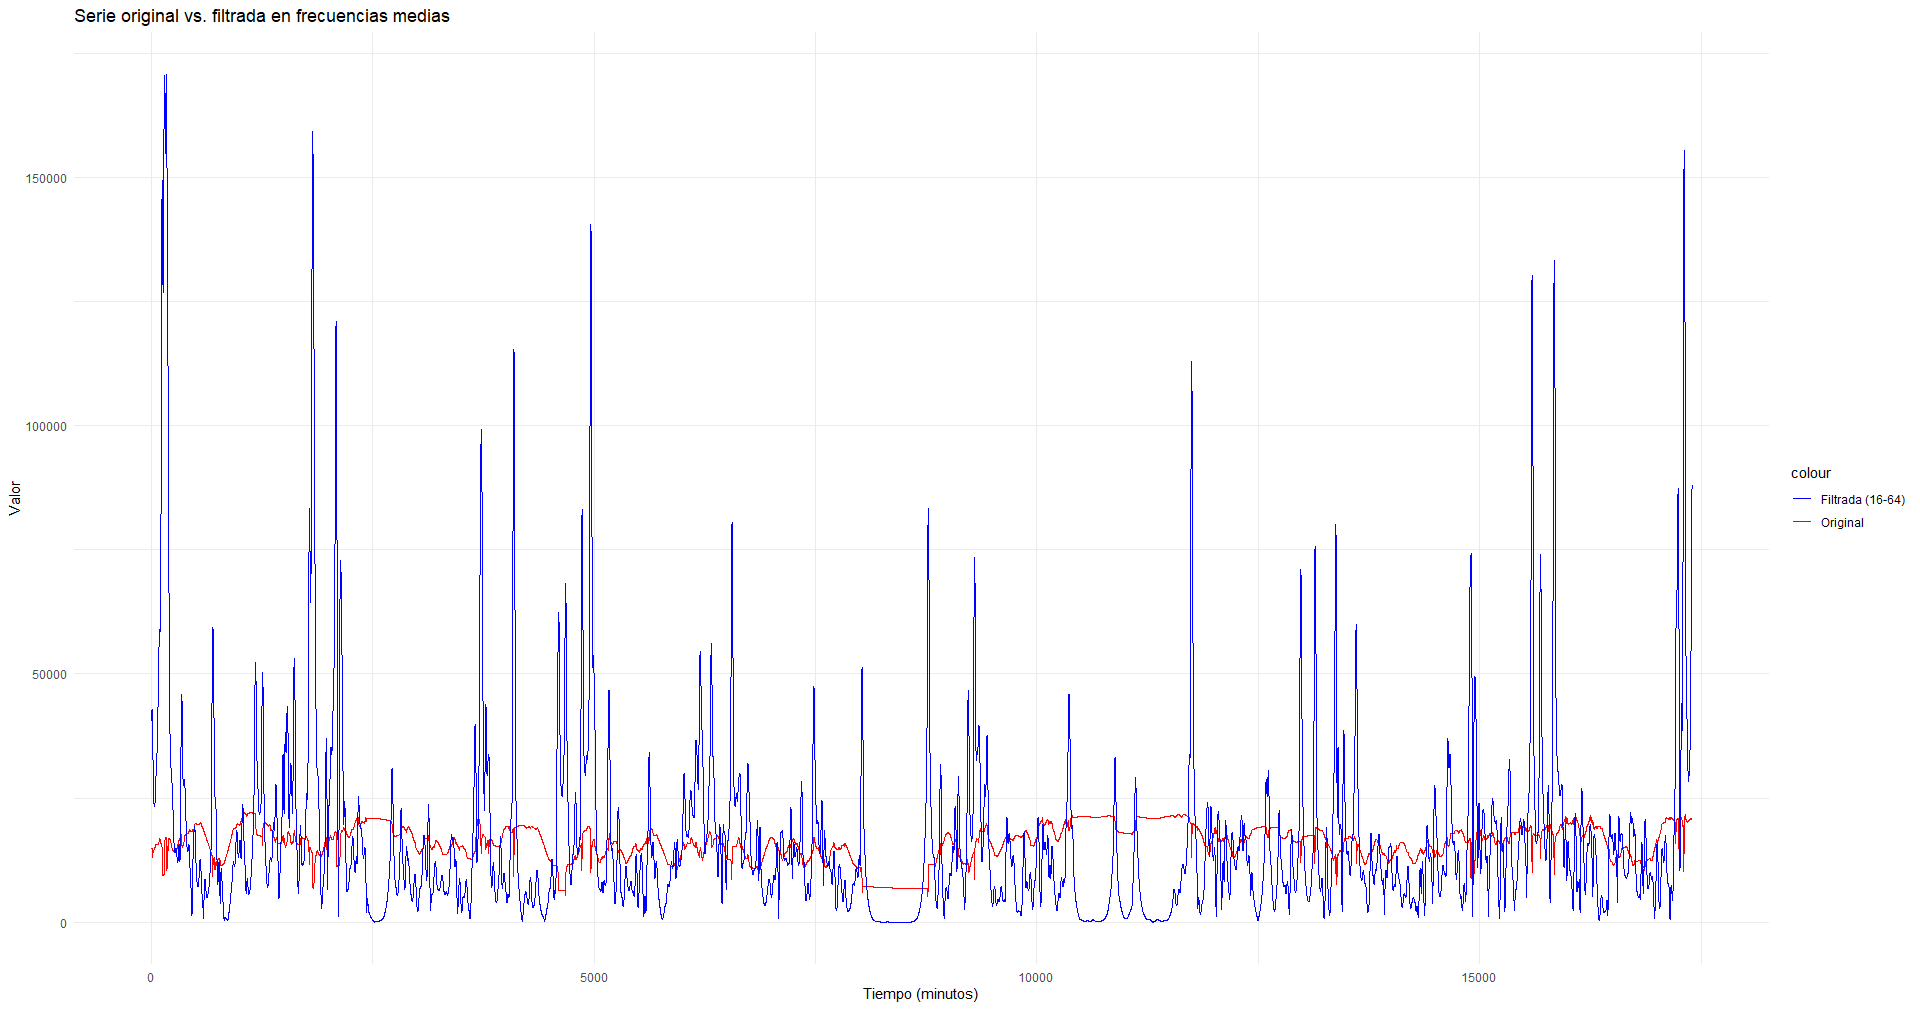 Serie original vs. filtrada en frecuencias medias
Valor
150000
100000
50000
0
0 5000 10000 15000
Tiempo (minutos)
colour
Filtrada (16-64)
Original